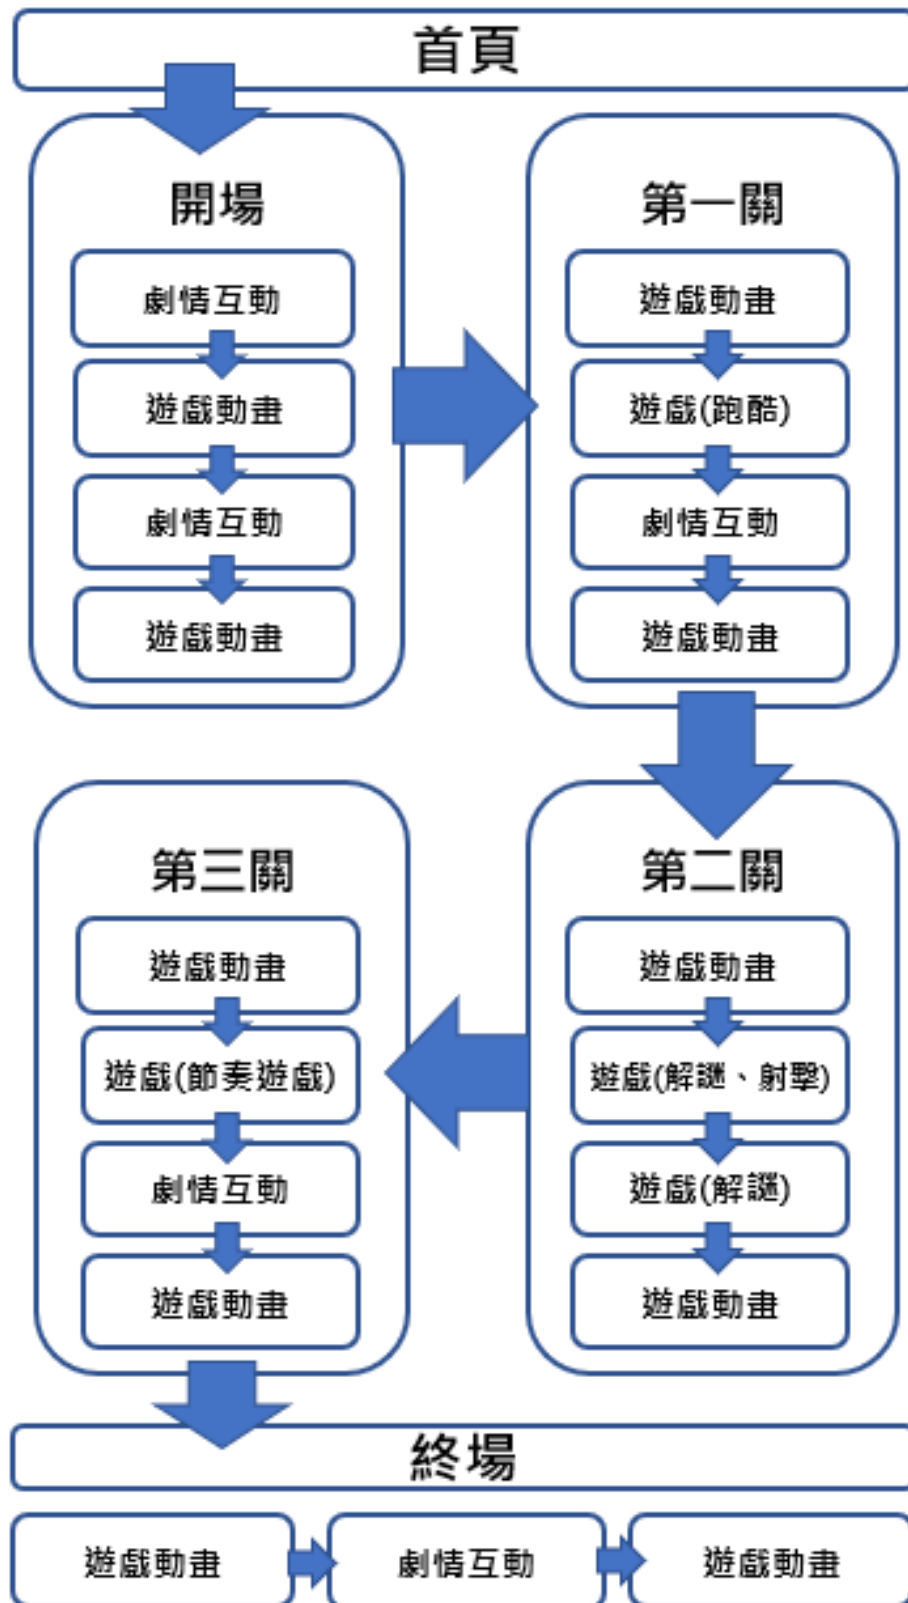 首頁
開場
劇情互動
遊戲動畫
劇情互動
遊戲動畫
第一關
遊戲動畫
遊戲(跑酷)
劇情互動
遊戲動畫
第二關
遊戲動畫
遊戲(解謎、射擊)
遊戲(解謎)
遊戲動畫
第三關
遊戲動畫
遊戲(節奏遊戲)
劇情互動
遊戲動畫
終場
遊戲動畫
劇情互動
遊戲動畫